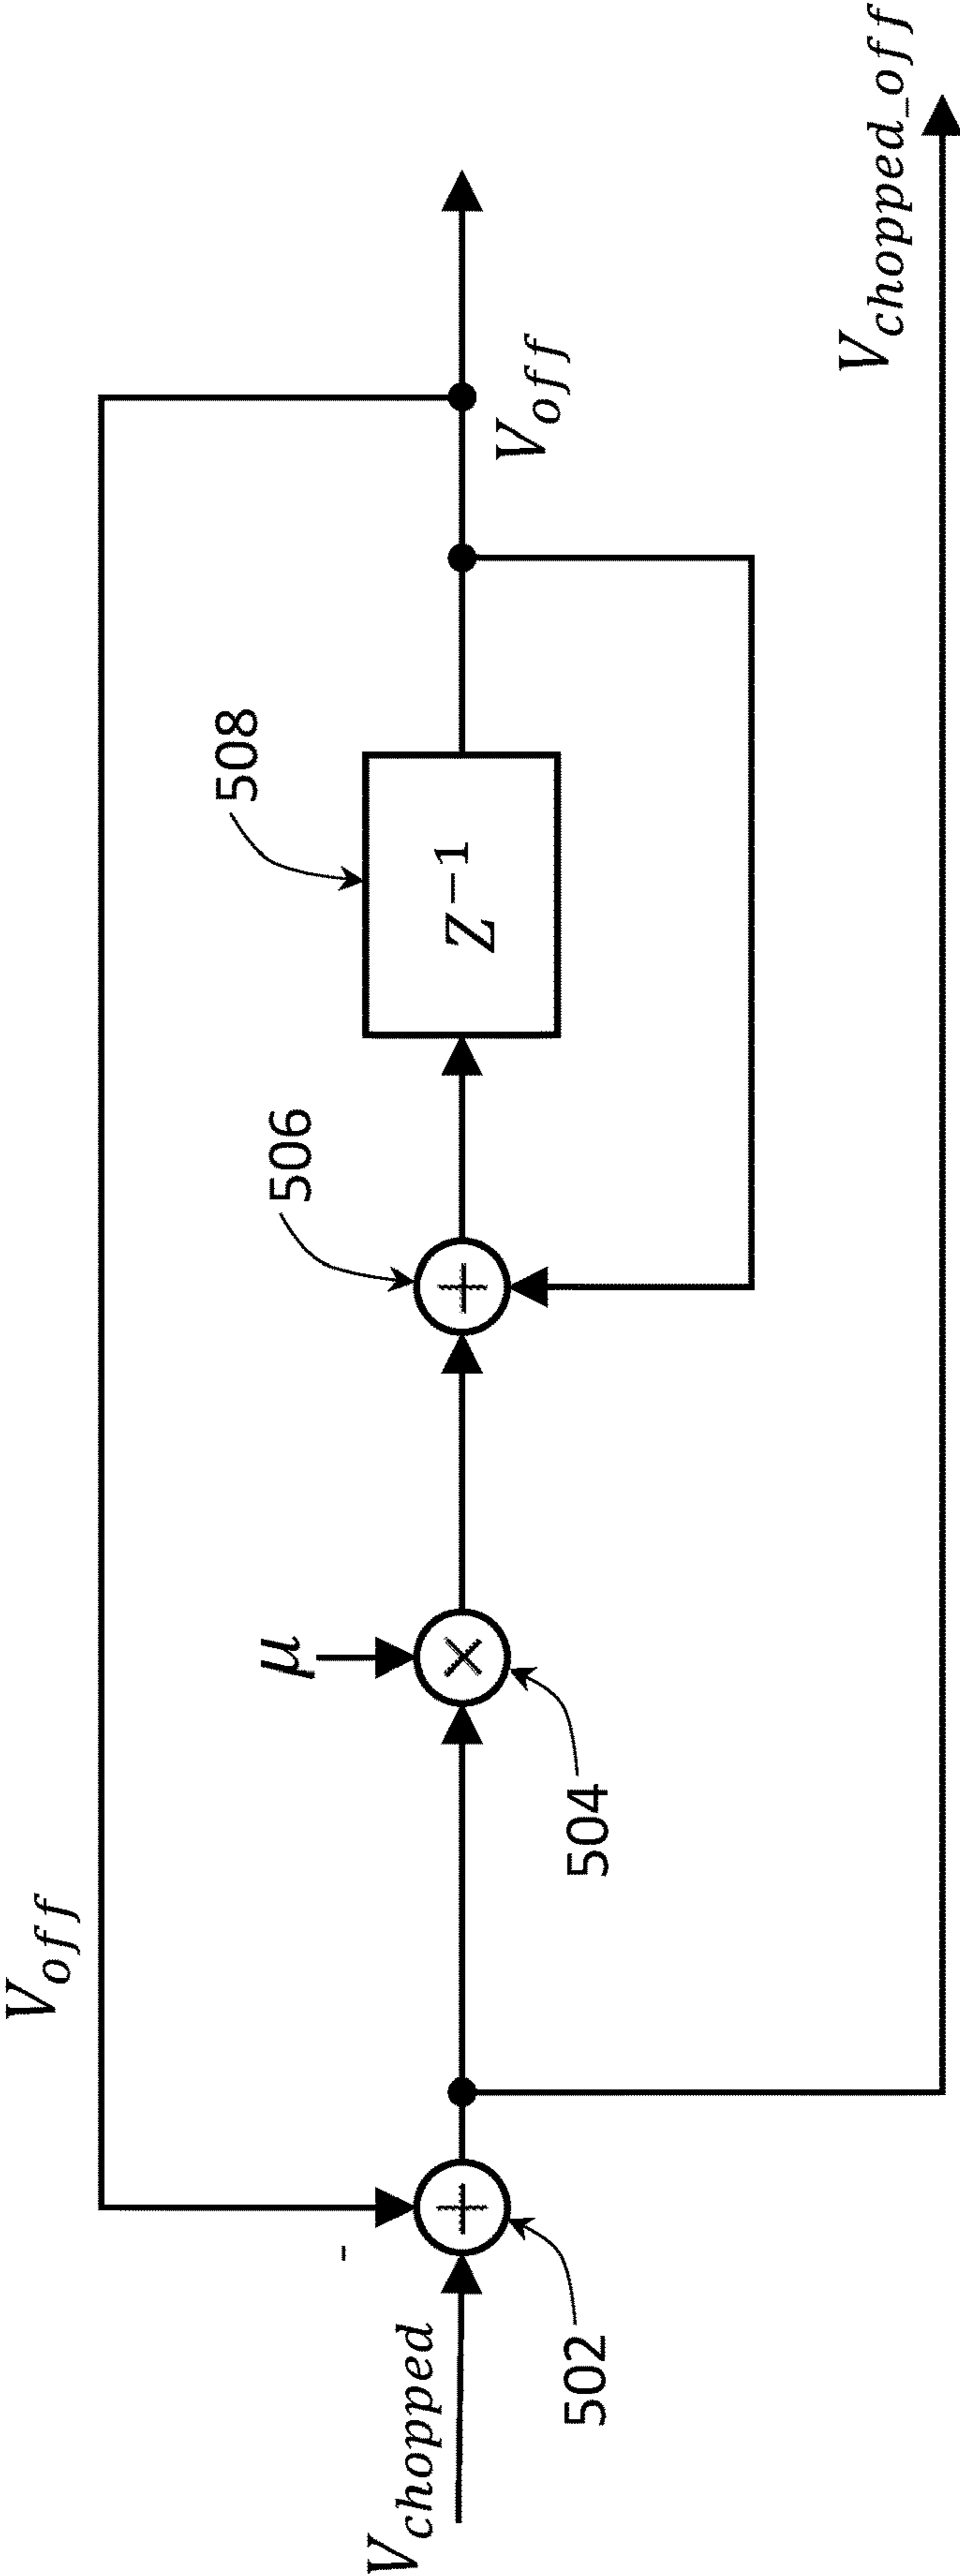 V_off
V_chopped
-
502
504
μ
506
+
×
+
508
Z^{-1}
V_off
V_chopped_off